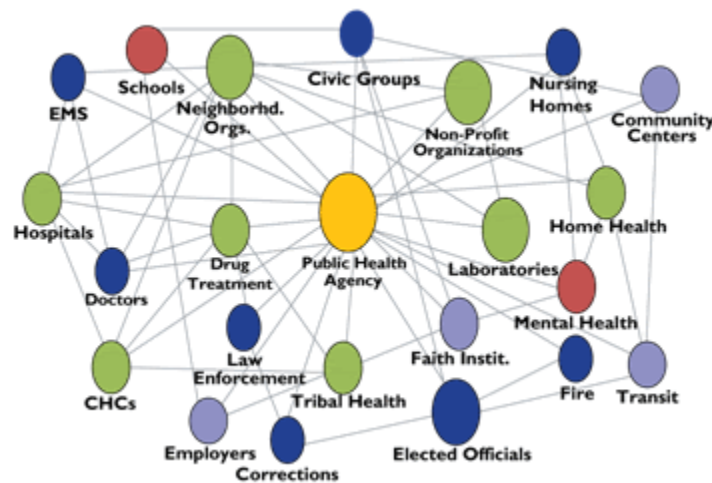 EMS
Schools
Neighborhd.
Orgs.
Civic Groups
Non-Profit
Organizations
Nursing
Homes
Community
Centers
Hospitals
Doctors
Drug
Treatment
Public Health
Agency
Laboratories
Home Health
Mental Health
CHCs
Law
Enforcement
Tribal Health
Faith Instit.
Fire
Transit
Employers
Corrections
Elected Officials